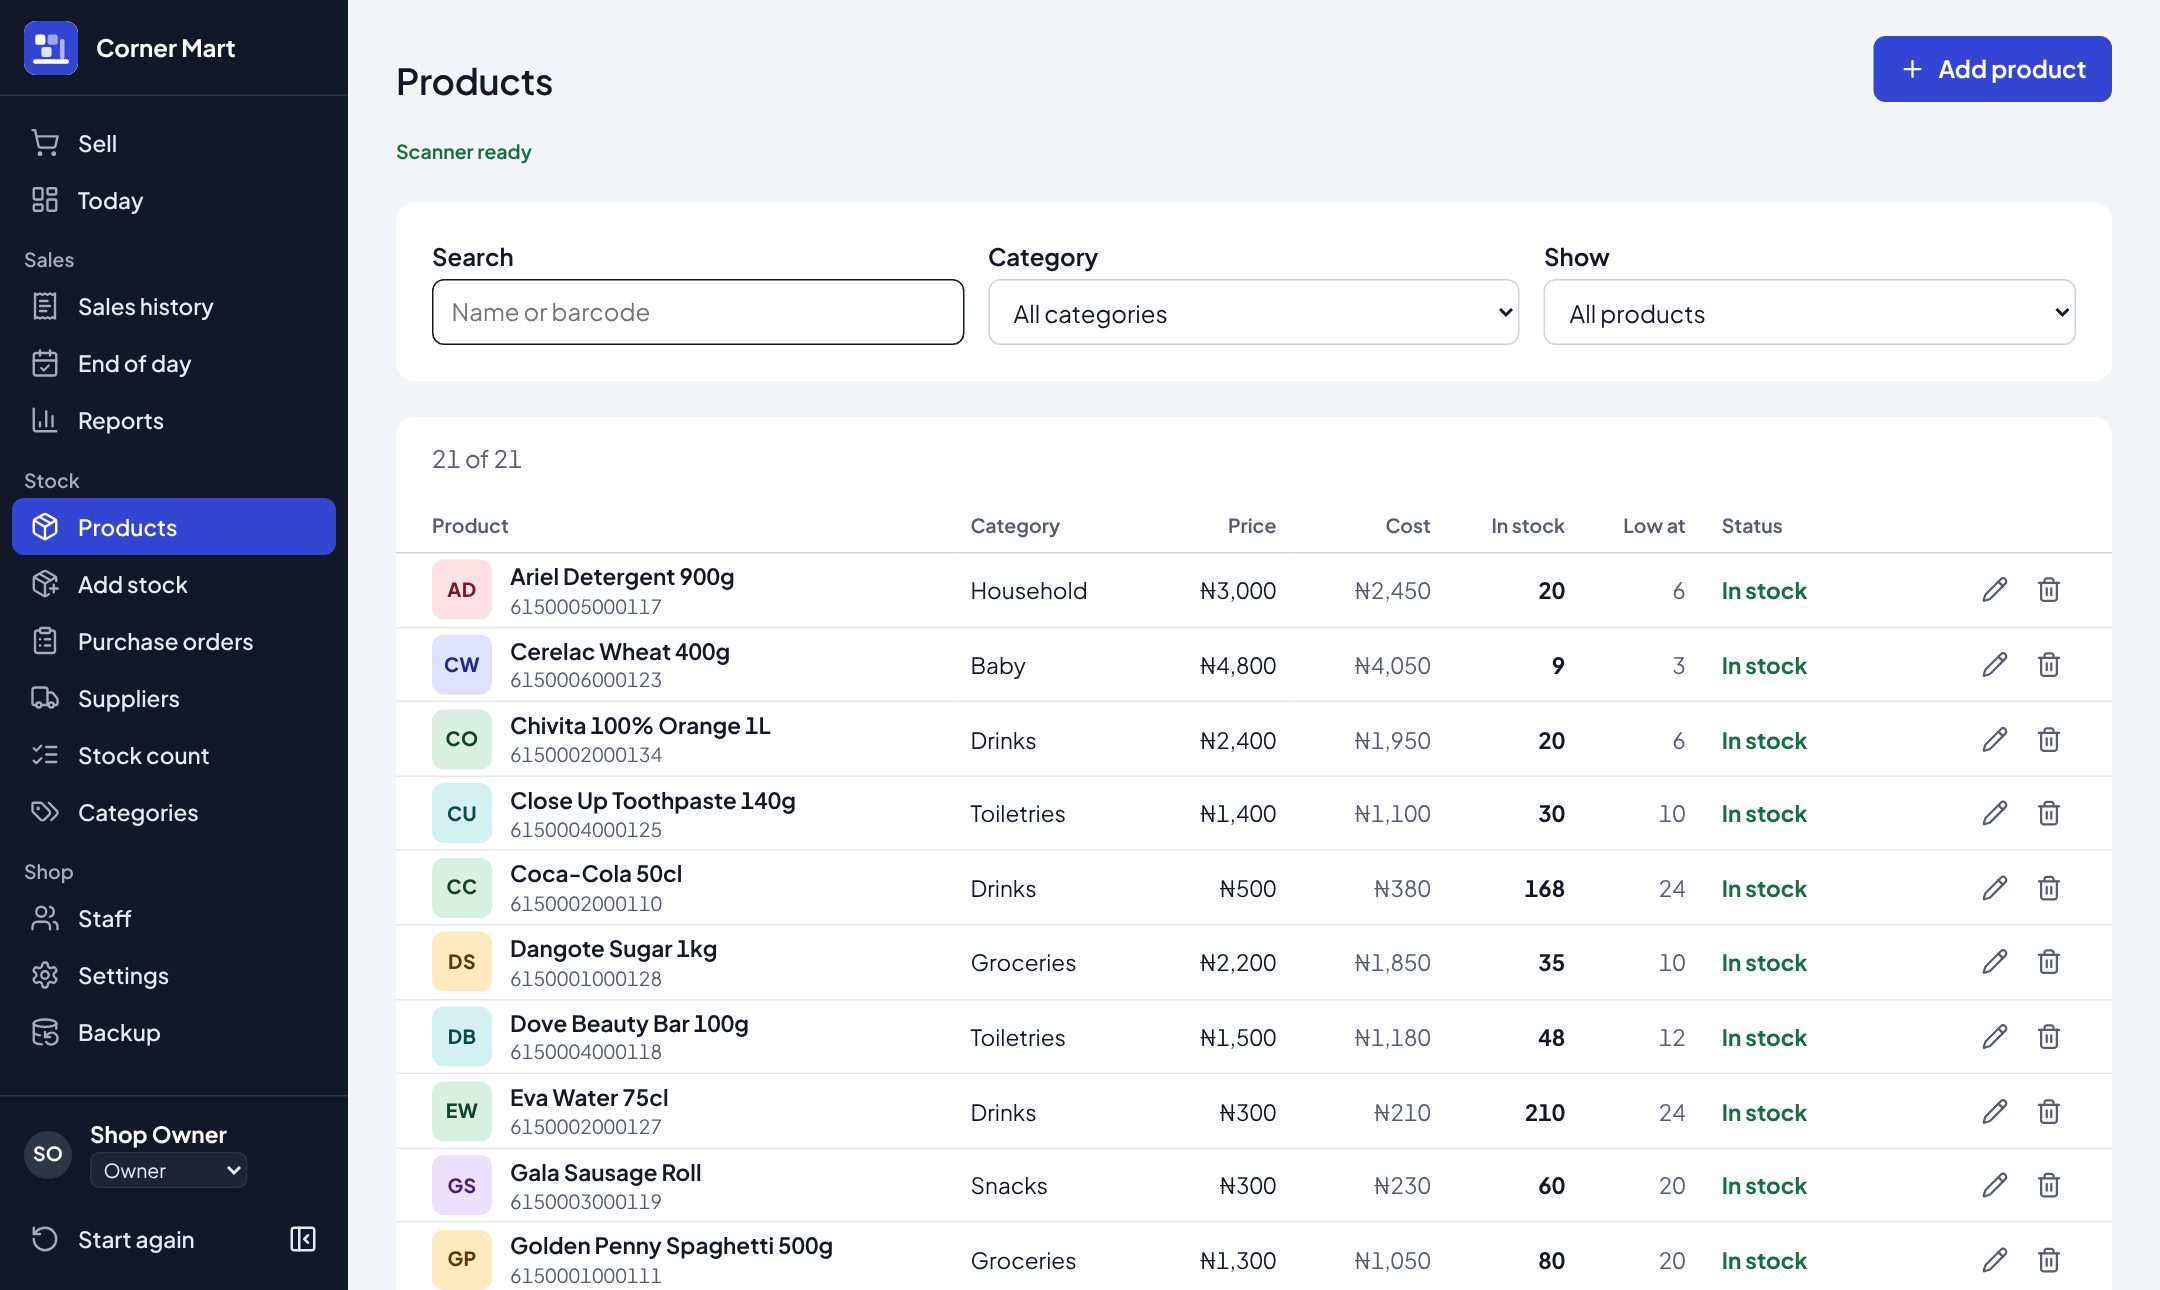 Corner Mart
Sell
Today
Sales
Sales history
End of day
Reports
Stock
Products
Add stock
Purchase orders
Suppliers
Stock count
Categories
Shop
Staff
Settings
Backup
SO
Shop Owner
Owner
Start again
Products
+ Add product
Scanner ready
Search Category Show
Name or barcode All categories All products
21 of 21
Product Category Price Cost In stock Low at Status
AD Ariel Detergent 900g Household ₦3,000 ₦2,450 20 6 In stock
6150005000117
CW Cerelac Wheat 400g Baby ₦4,800 ₦4,050 9 3 In stock
6150006000123
CO Chivita 100% Orange 1L Drinks ₦2,400 ₦1,950 20 6 In stock
6150002000134
CU Close Up Toothpaste 140g Toiletries ₦1,400 ₦1,100 30 10 In stock
6150004000125
CC Coca-Cola 50cl Drinks ₦500 ₦380 168 24 In stock
6150002000110
DS Dangote Sugar 1kg Groceries ₦2,200 ₦1,850 35 10 In stock
6150001000128
DB Dove Beauty Bar 100g Toiletries ₦1,500 ₦1,180 48 12 In stock
6150004000118
EW Eva Water 75cl Drinks ₦300 ₦210 210 24 In stock
6150002000127
GS Gala Sausage Roll Snacks ₦300 ₦230 60 20 In stock
6150003000119
GP Golden Penny Spaghetti 500g Groceries ₦1,300 ₦1,050 80 20 In stock
6150001000111